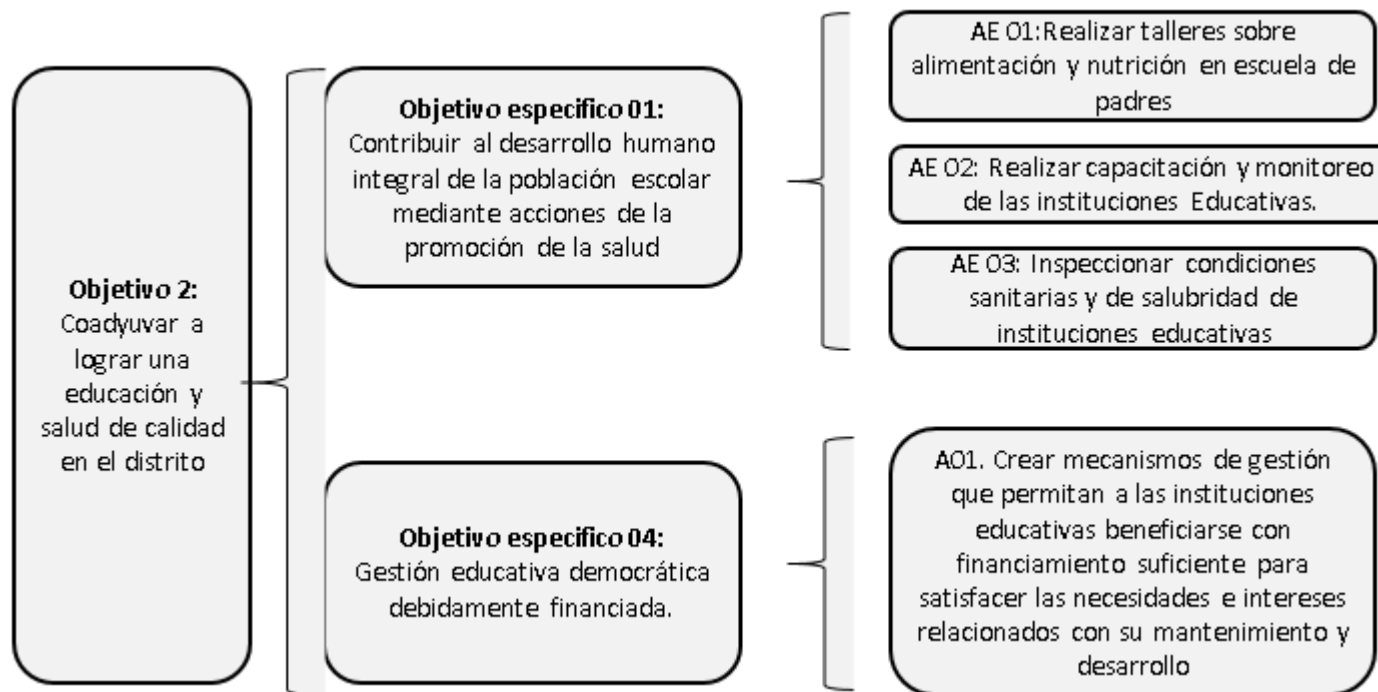 Objetivo 2:
Coadyuvar a
lograr una
educación y
salud de calidad
en el distrito
Objetivo especifico 01:
Contribuir al desarrollo humano
integral de la población escolar
mediante acciones de la
promoción de la salud
AE 01:Realizar talleres sobre
alimentación y nutrición en escuela de
padres
AE 02: Realizar capacitación y monitoreo
de las instituciones Educativas.
AE 03: Inspeccionar condiciones
sanitarias y de salubridad de
instituciones educativas
Objetivo especifico 04:
Gestión educativa democrática
debidamente financiada.
A01. Crear mecanismos de gestión
que permitan a las instituciones
educativas beneficiarse con
financiamiento suficiente para
satisfacer las necesidades e intereses
relacionados con su mantenimiento y
desarrollo